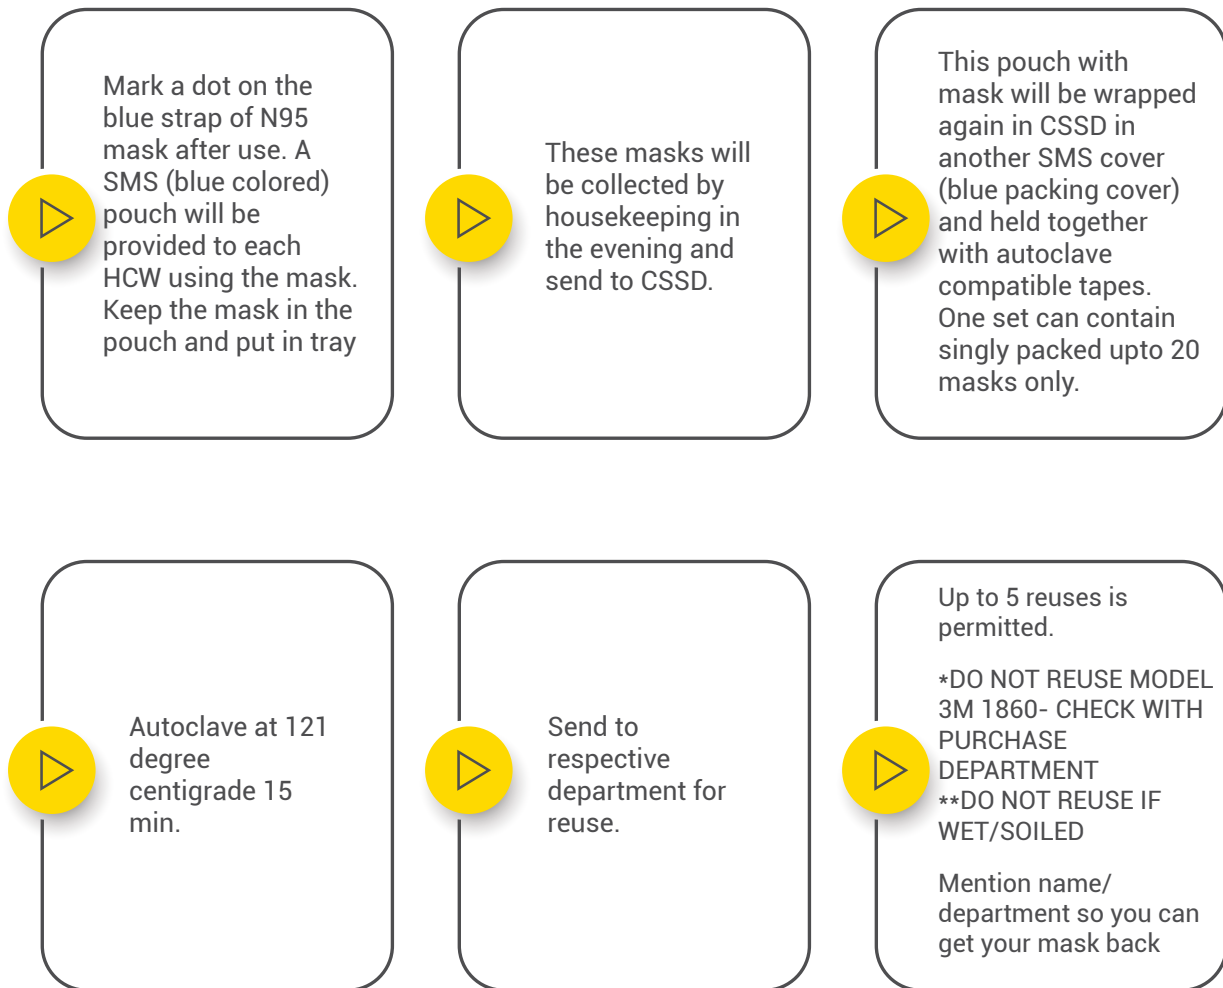 Mark a dot on the
blue strap of N95
mask after use. A
SMS (blue colored)
pouch will be
provided to each
HCW using the mask.
Keep the mask in the
pouch and put in tray
These masks will
be collected by
housekeeping in
the evening and
send to CSSD.
This pouch with
mask will be wrapped
again in CSSD in
another SMS cover
(blue packing cover)
and held together
with autoclave
compatible tapes.
One set can contain
singly packed upto 20
masks only.
Autoclave at 121
degree
centigrade 15
min.
Send to
respective
department for
reuse.
Up to 5 reuses is
permitted.
*DO NOT REUSE MODEL
3M 1860- CHECK WITH
PURCHASE
DEPARTMENT
**DO NOT REUSE IF
WET/SOILED
Mention name/
department so you can
get your mask back